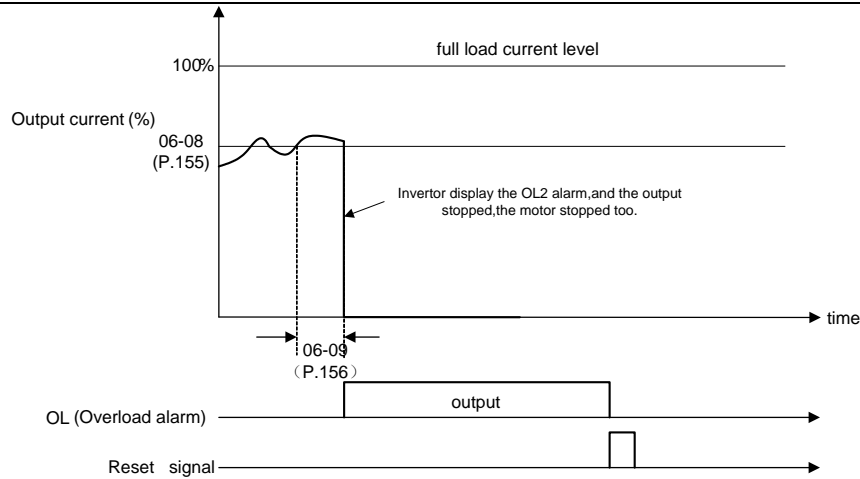 full load current level
100%
Output current (%)
06-08
(P.155)
Invertor display the OL2 alarm,and the output
stopped,the motor stopped too.
time
06-09
（P.156）
output
OL (Overload alarm)
Reset signal